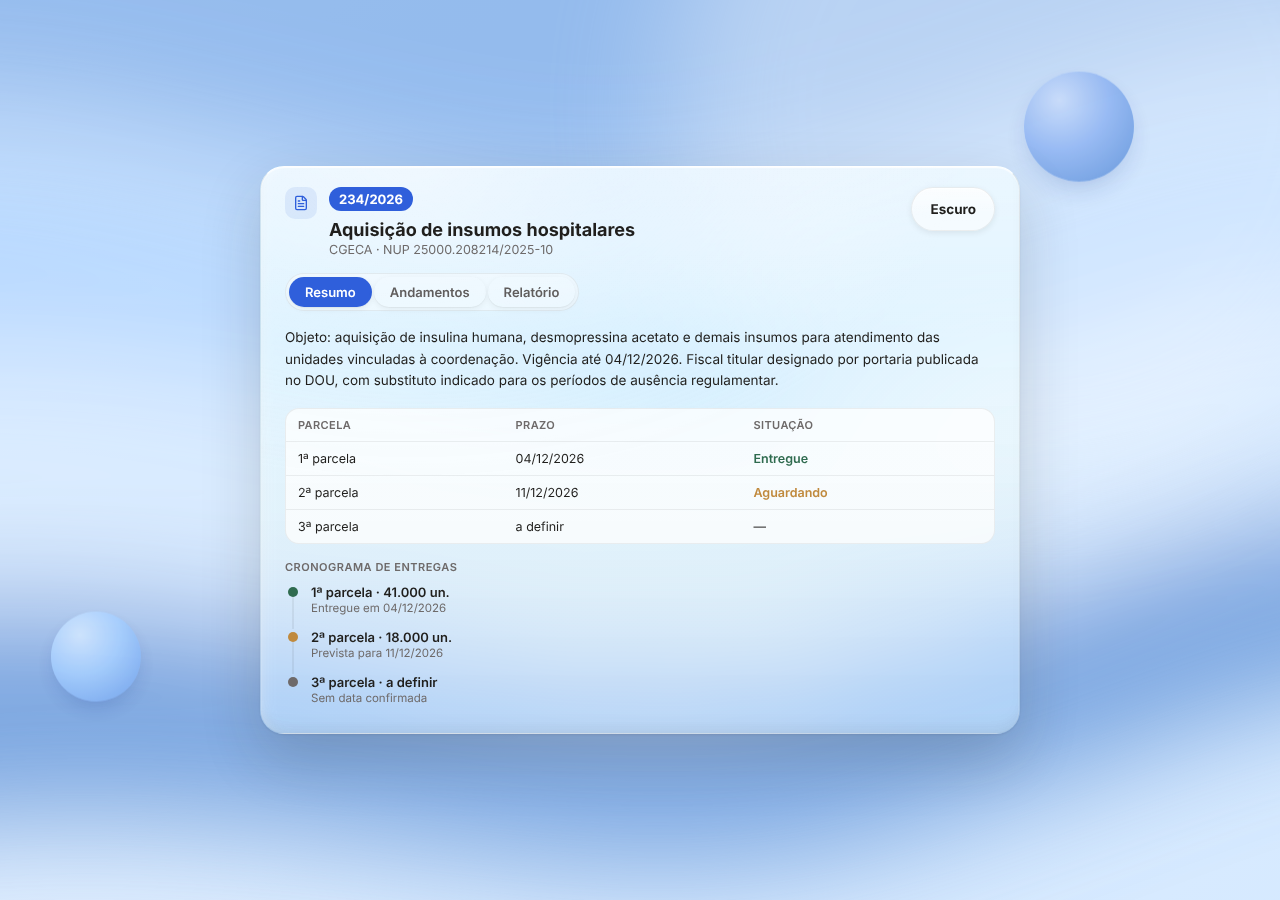 234/2026
Escuro
Aquisição de insumos hospitalares
CGECA · NUP 25000.208214/2025-10
Resumo Andamentos Relatório
Objeto: aquisição de insulina humana, desmopressina acetato e demais insumos para atendimento das
unidades vinculadas à coordenação. Vigência até 04/12/2026. Fiscal titular designado por portaria publicada
no DOU, com substituto indicado para os períodos de ausência regulamentar.
PARCELA PRAZO SITUAÇÃO
1ª parcela 04/12/2026 Entregue
2ª parcela 11/12/2026 Aguardando
3ª parcela a definir —
CRONOGRAMA DE ENTREGAS
1ª parcela · 41.000 un.
Entregue em 04/12/2026
2ª parcela · 18.000 un.
Prevista para 11/12/2026
3ª parcela · a definir
Sem data confirmada